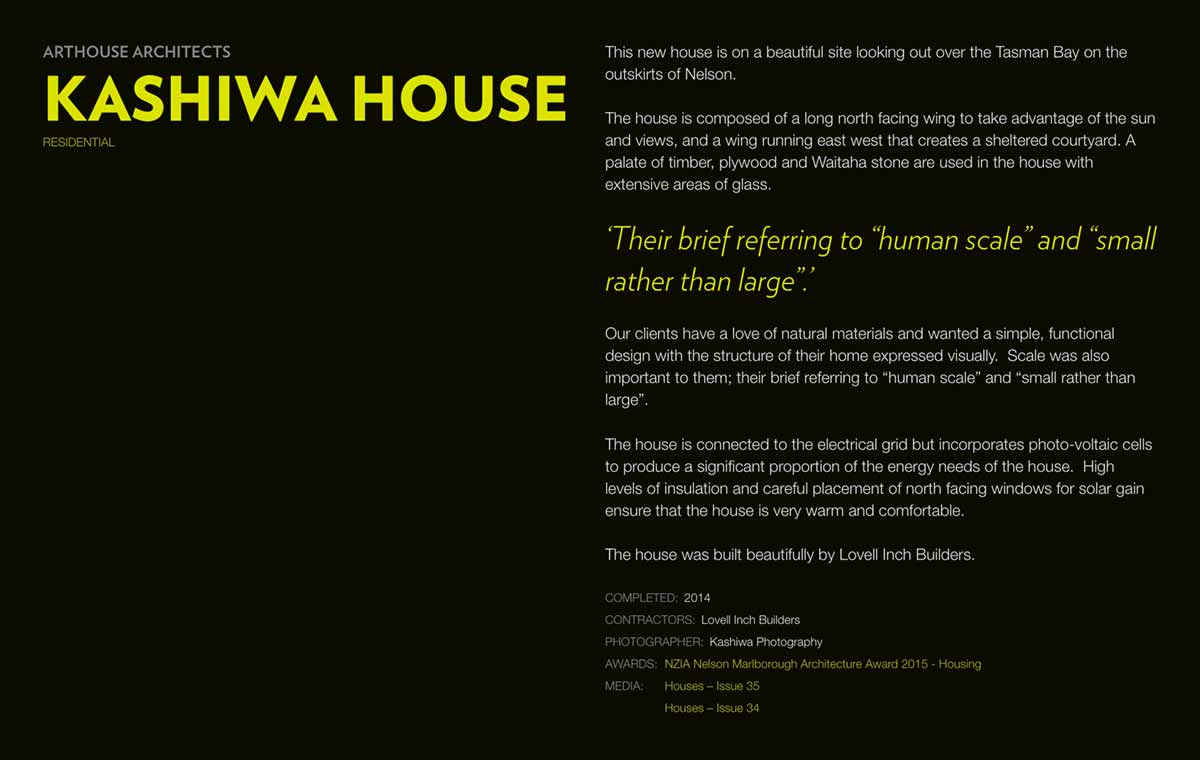 ARTHOUSE ARCHITECTS
KASHIWA HOUSE
RESIDENTIAL
This new house is on a beautiful site looking out over the Tasman Bay on the
outskirts of Nelson.
The house is composed of a long north facing wing to take advantage of the sun
and views, and a wing running east west that creates a sheltered courtyard. A
palate of timber, plywood and Waitaha stone are used in the house with
extensive areas of glass.
‘Their brief referring to “human scale” and “small
rather than large”.’
Our clients have a love of natural materials and wanted a simple, functional
design with the structure of their home expressed visually.  Scale was also
important to them; their brief referring to “human scale” and “small rather than
large”.
The house is connected to the electrical grid but incorporates photo-voltaic cells
to produce a significant proportion of the energy needs of the house.  High
levels of insulation and careful placement of north facing windows for solar gain
ensure that the house is very warm and comfortable.
The house was built beautifully by Lovell Inch Builders.
COMPLETED: 2014
CONTRACTORS: Lovell Inch Builders
PHOTOGRAPHER: Kashiwa Photography
AWARDS: NZIA Nelson Marlborough Architecture Award 2015 - Housing
MEDIA: Houses – Issue 35
Houses – Issue 34